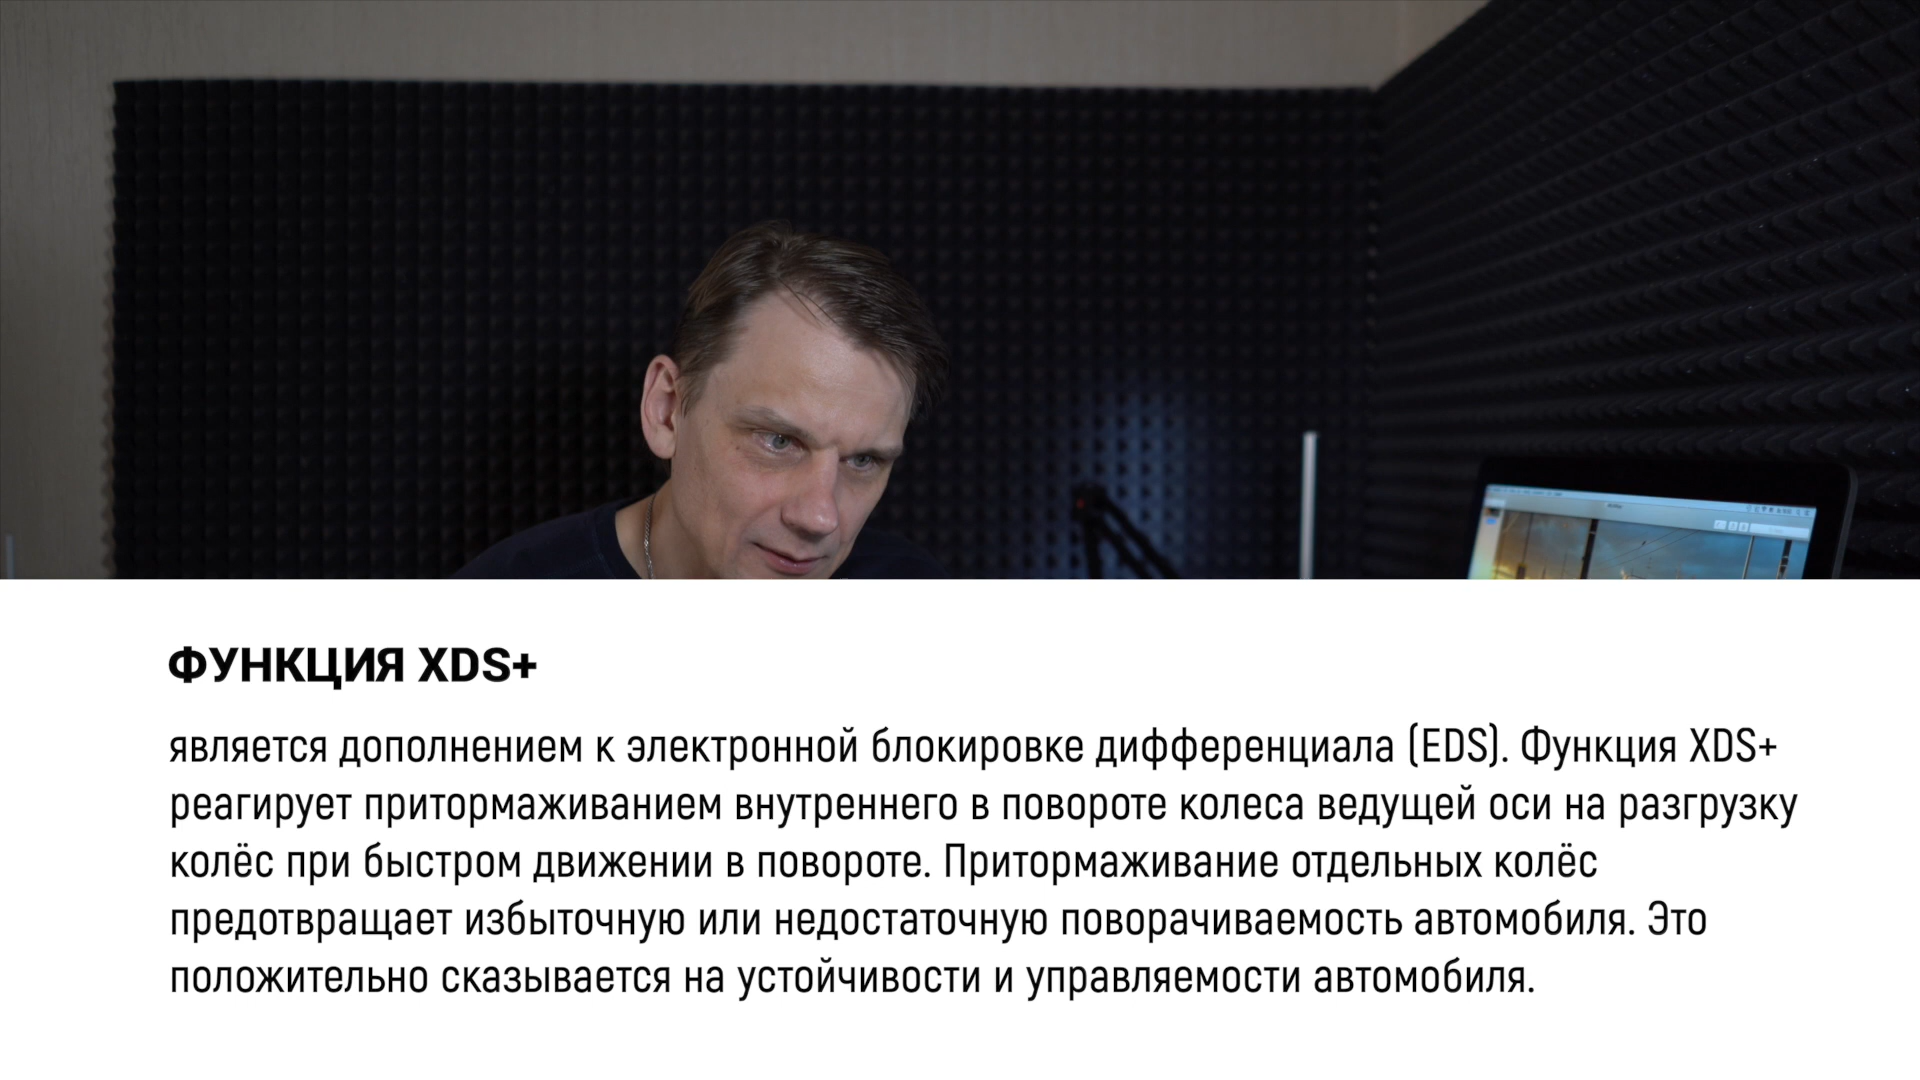 ФУНКЦИЯ XDS+
является дополнением к электронной блокировке дифференциала (EDS). Функция XDS+
реагирует притормаживанием внутреннего в повороте колеса ведущей оси на разгрузку
колёс при быстром движении в повороте. Притормаживание отдельных колёс
предотвращает избыточную или недостаточную поворачиваемость автомобиля. Это
положительно сказывается на устойчивости и управляемости автомобиля.